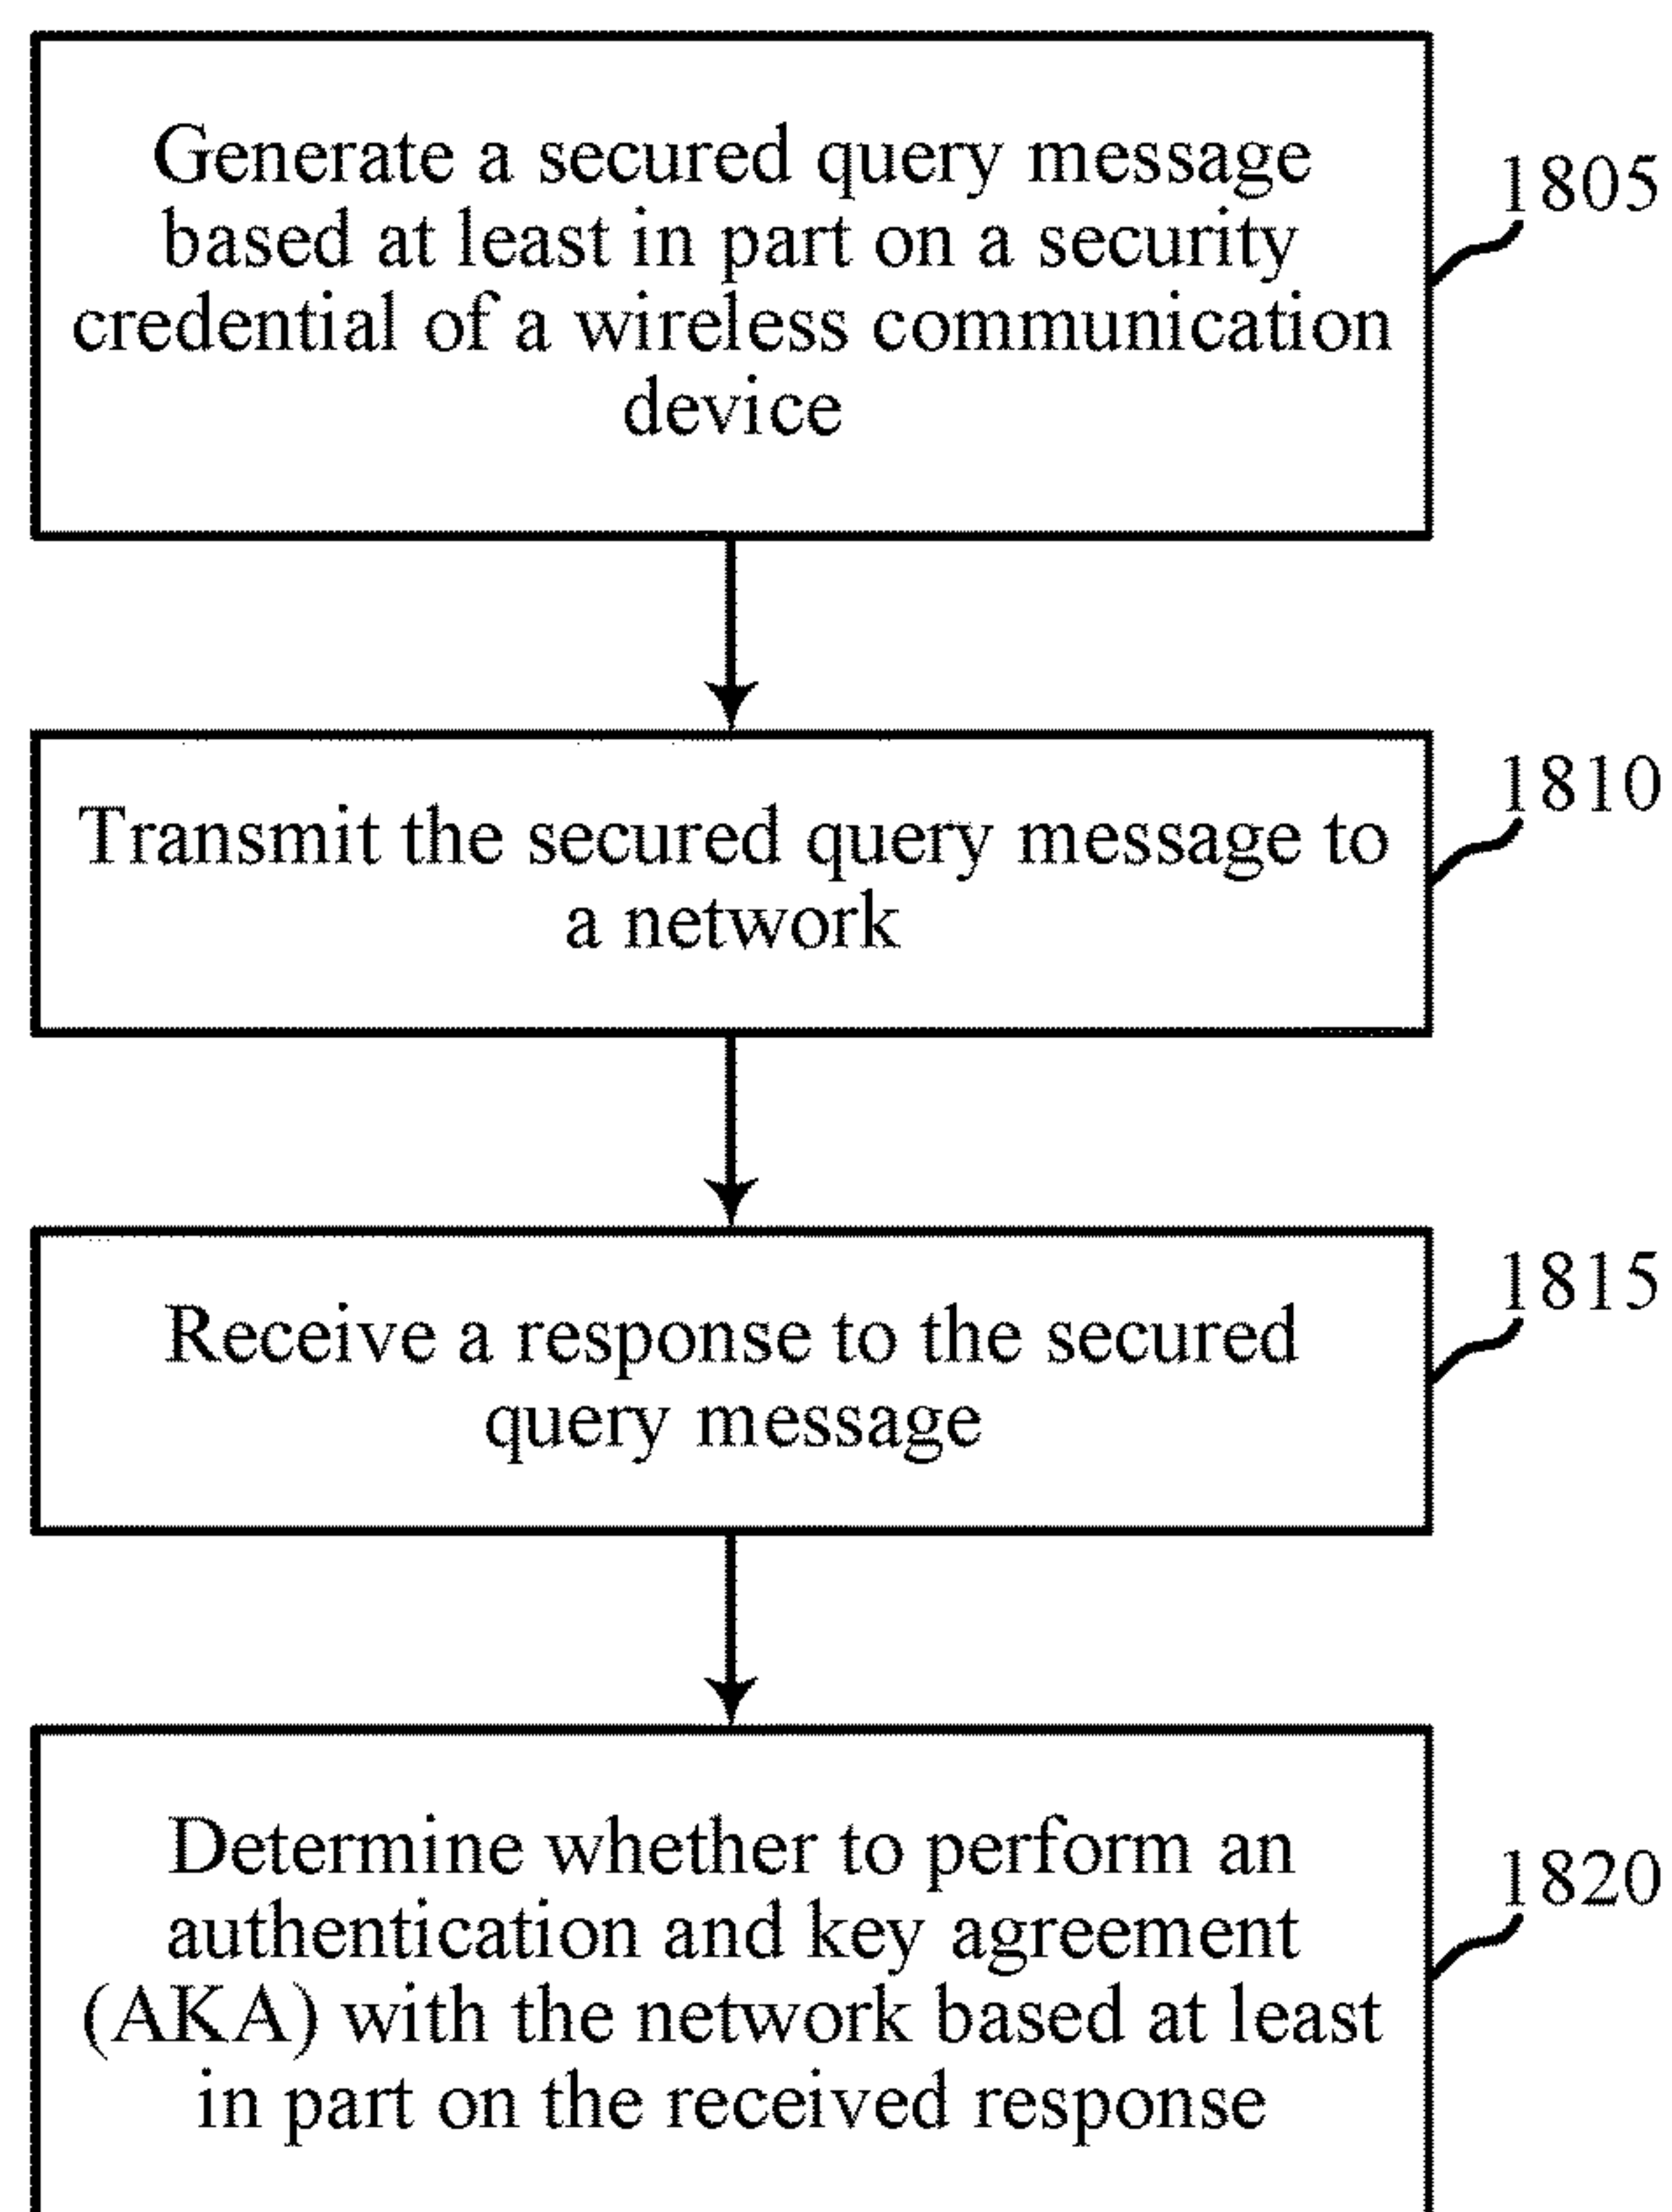 Generate a secured query message
based at least in part on a security
credential of a wireless communication
device
1805
Transmit the secured query message to
a network
1810
Receive a response to the secured
query message
1815
Determine whether to perform an
authentication and key agreement
(AKA) with the network based at least
in part on the received response
1820